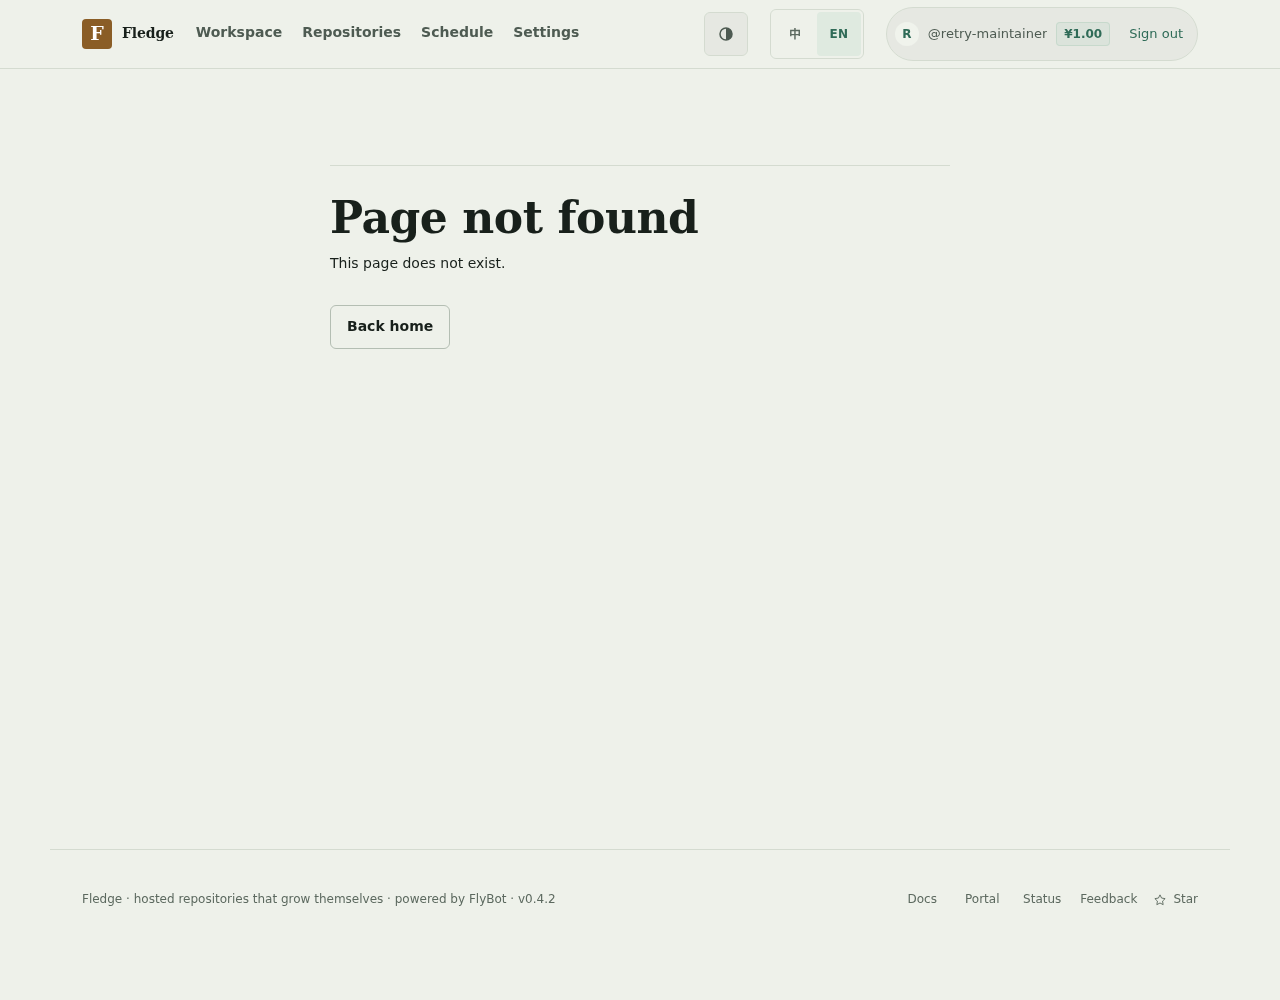 F Fledge Workspace Repositories Schedule Settings 中 EN R @retry-maintainer ¥1.00 Sign out
Page not found
This page does not exist.
Back home
Fledge · hosted repositories that grow themselves · powered by FlyBot · v0.4.2 Docs Portal Status Feedback Star